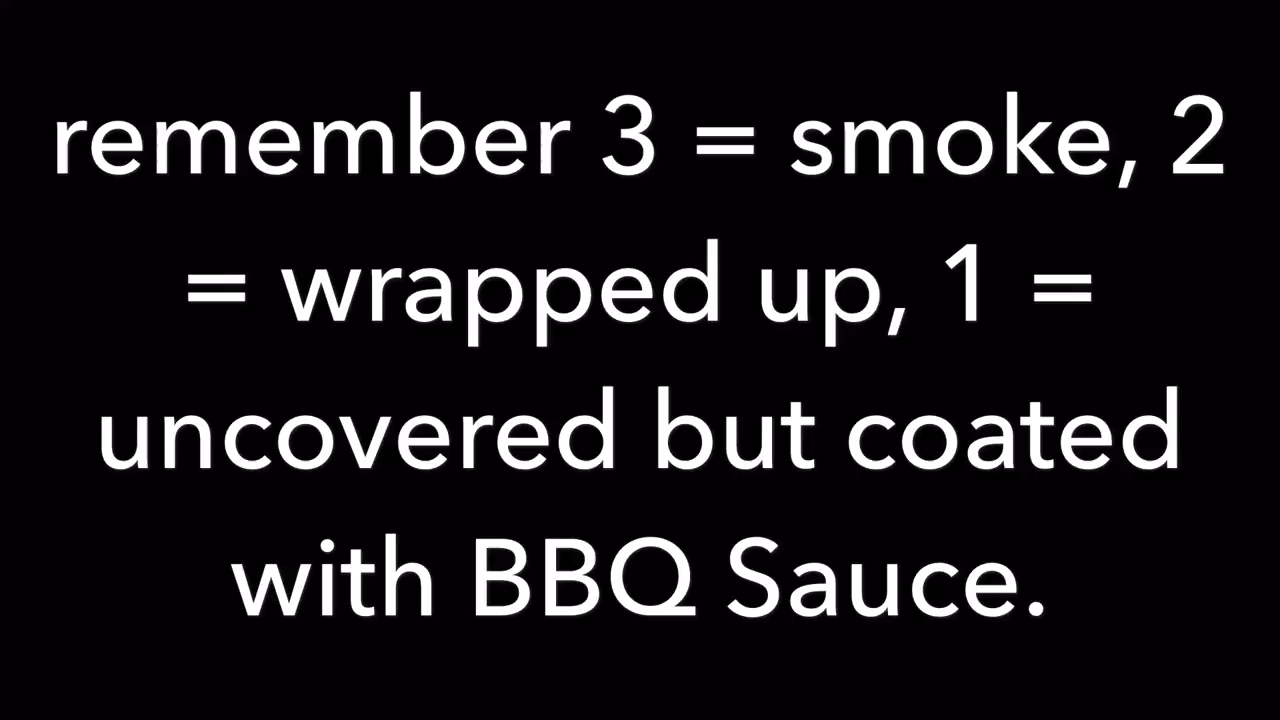 remember 3 = smoke, 2
= wrapped up, 1 =
uncovered but coated
with BBQ Sauce.